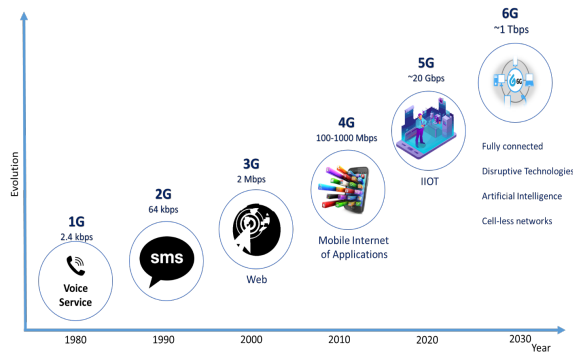 6G
~1 Tbps
6G
5G
~20 Gbps
IIOT
4G
100-1000 Mbps
Mobile Internet
of Applications
3G
2 Mbps
Web
2G
64 kbps
sms
1G
2.4 kbps
Voice
Service
Fully connected
Disruptive Technologies
Artificial Intelligence
Cell-less networks
Evolution
1980
1990
2000
2010
2020
2030
Year